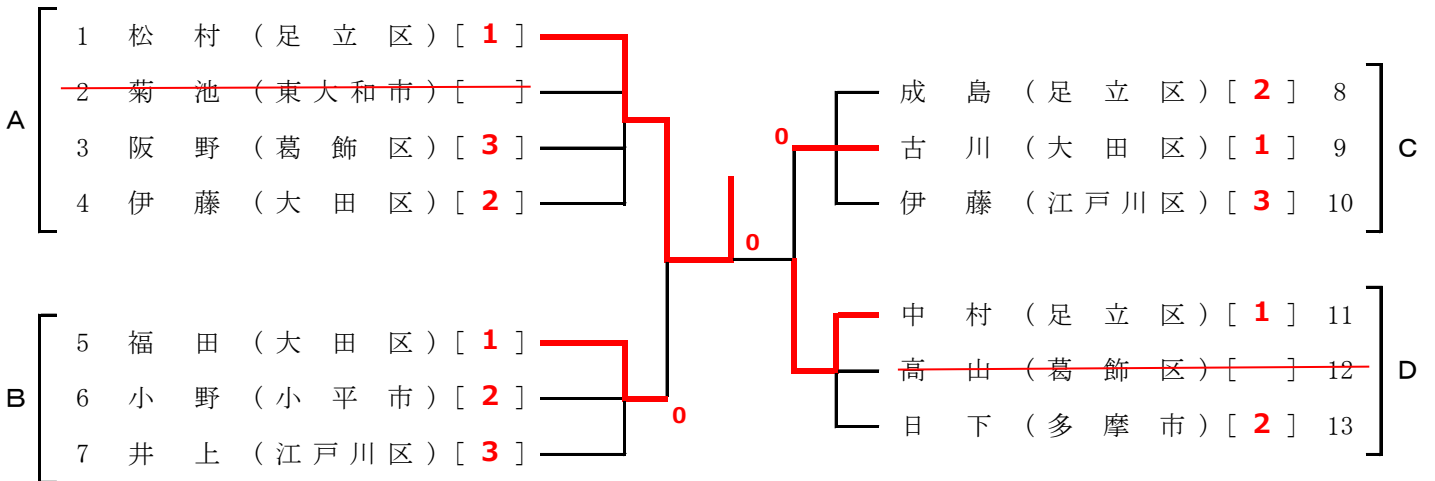 A
1 松村 (足立区) [ 1 ]
2 菊池 (東大和市) [ ]
3 阪野 (葛飾区) [ 3 ]
4 伊藤 (大田区) [ 2 ]
B
5 福田 (大田区) [ 1 ]
6 小野 (小平市) [ 2 ]
7 井上 (江戸川区) [ 3 ]
0
0
0
成島 (足立区) [ 2 ] 8
古川 (大田区) [ 1 ] 9
伊藤 (江戸川区) [ 3 ] 10
C
中村 (足立区) [ 1 ] 11
高山 (葛飾区) [ ] 12
日下 (多摩市) [ 2 ] 13
D